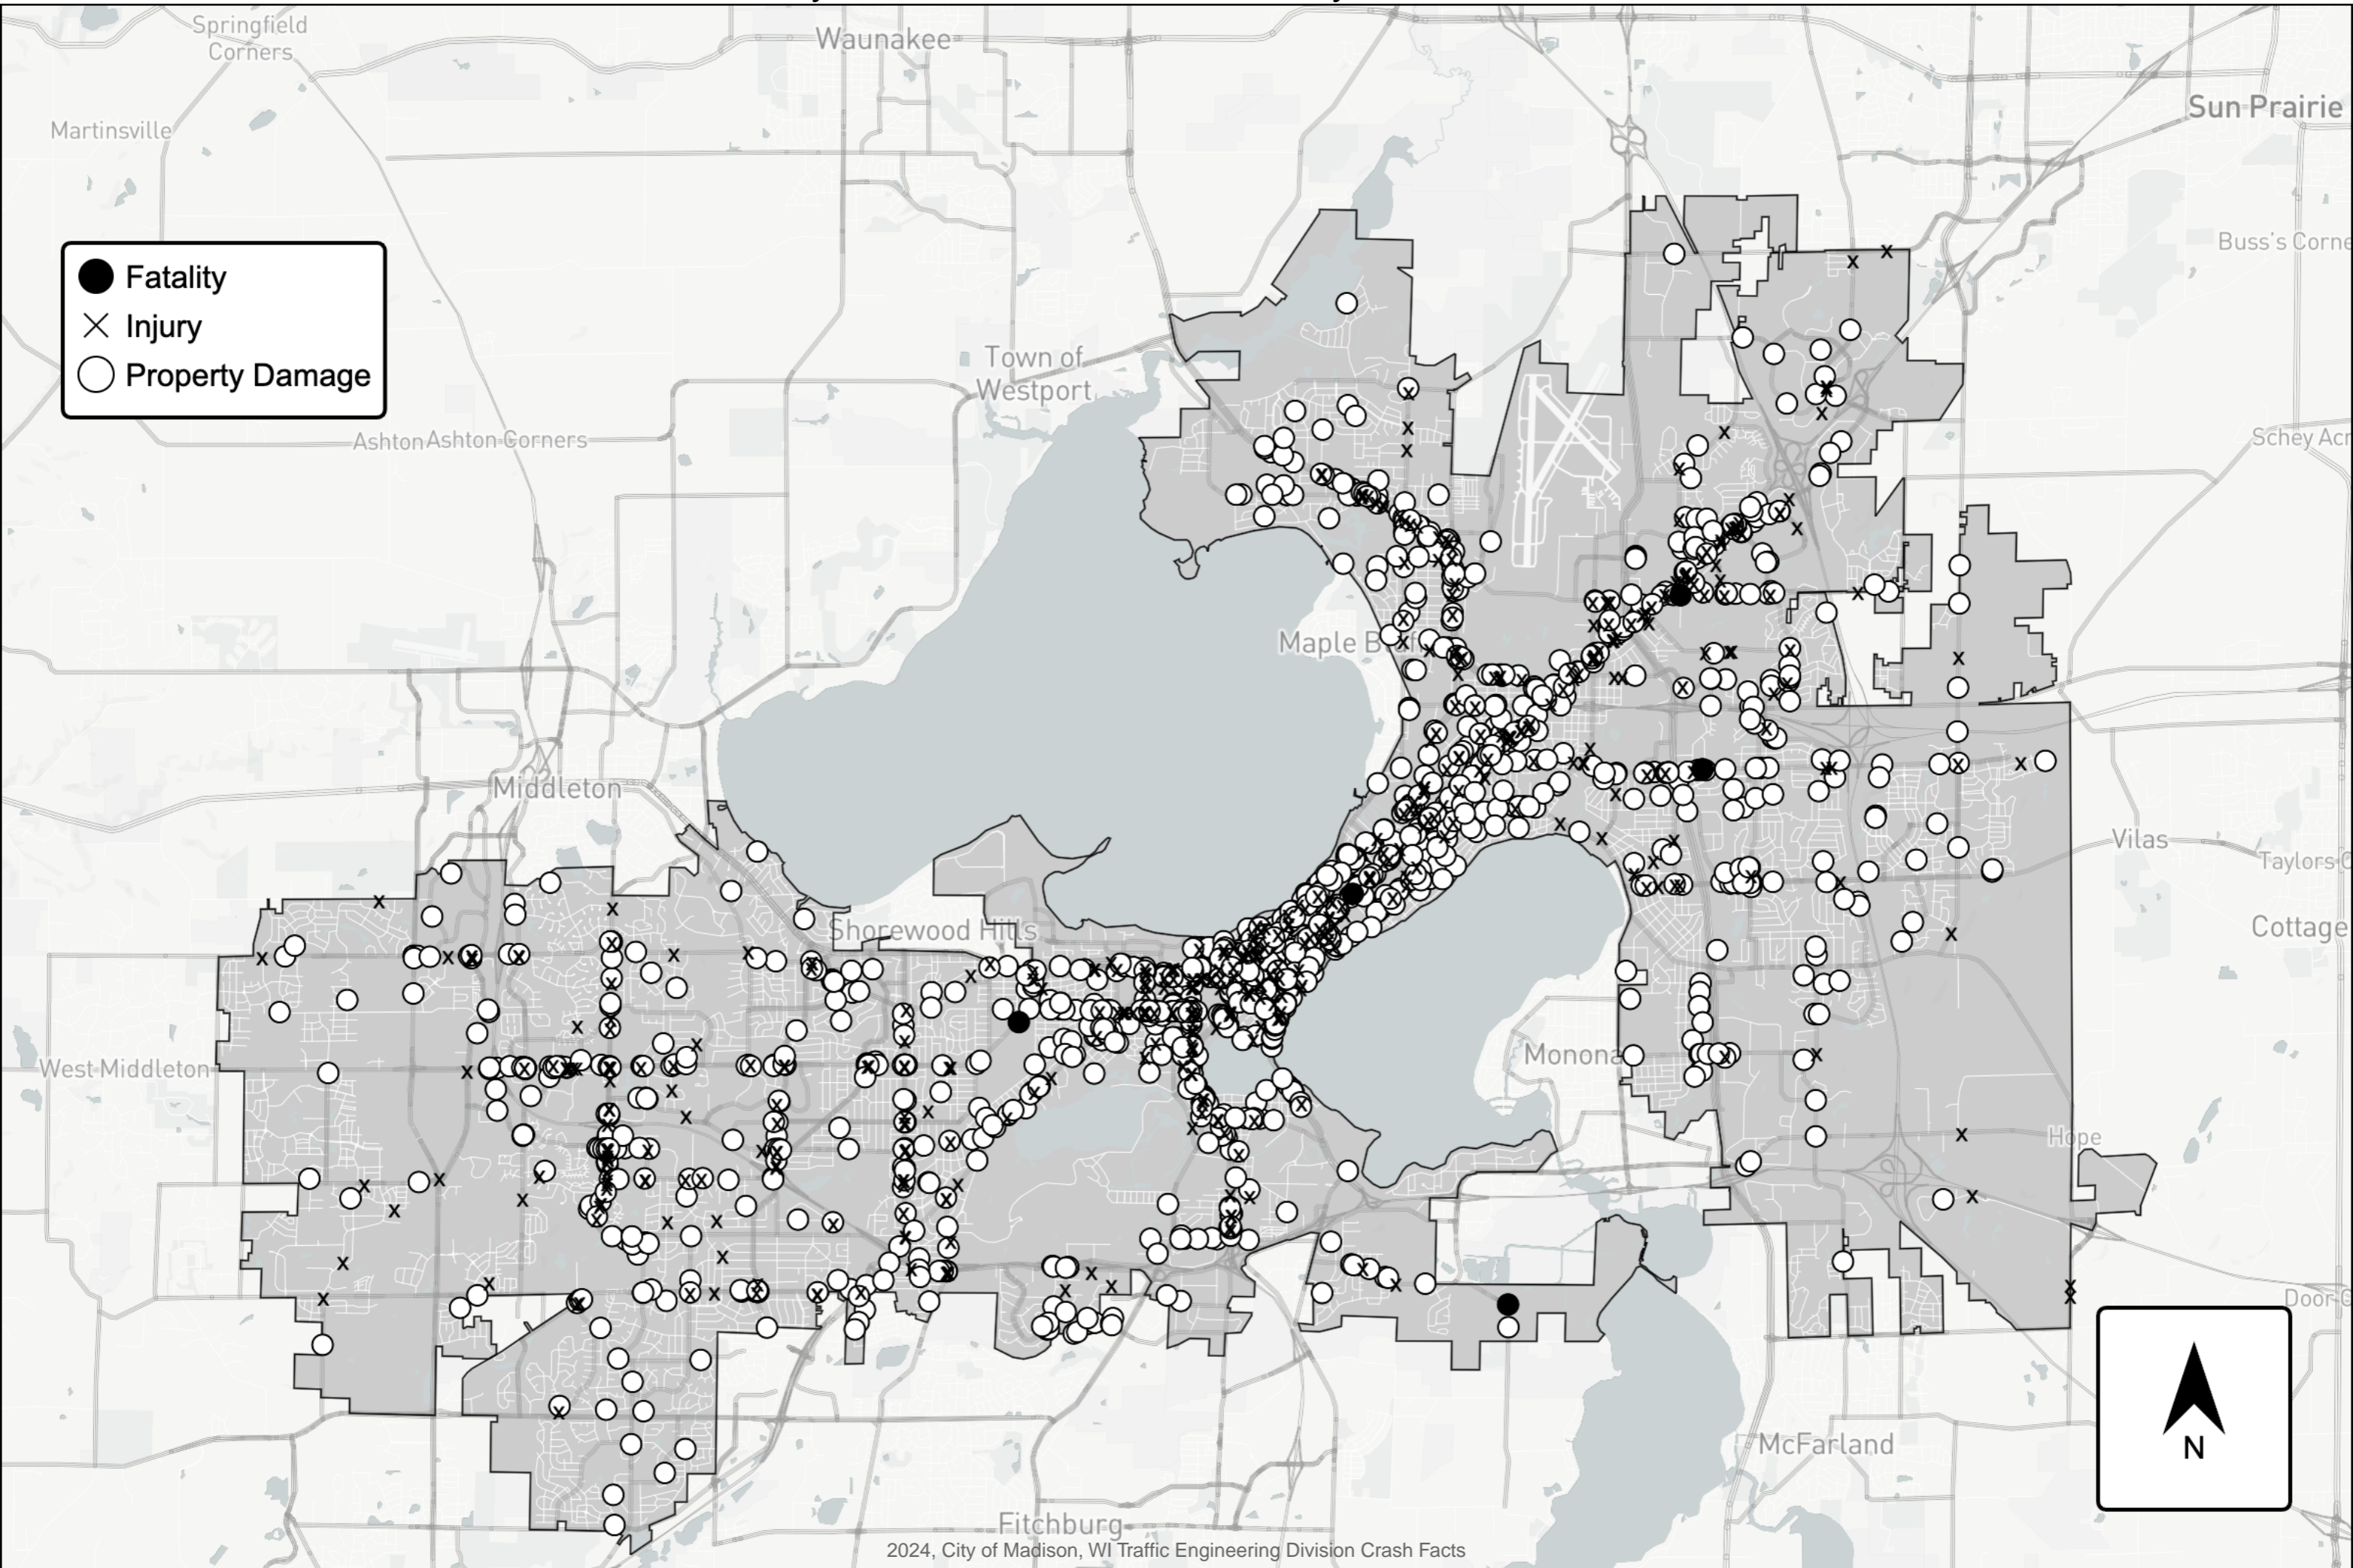 Springfield
Corners
Waunakee
Sun Prairie
Martinsville
Buss's Corne
Fatality
Injury
Property Damage
Town of
Westport
Ashton
Ashton Corners
Schey Acr
Maple B
Middleton
Vilas
Taylors
Shorewood Hills
Cottage
West Middleton
Monona
Hope
Door
McFarland
N
Fitchburg
2024, City of Madison, WI Traffic Engineering Division Crash Facts